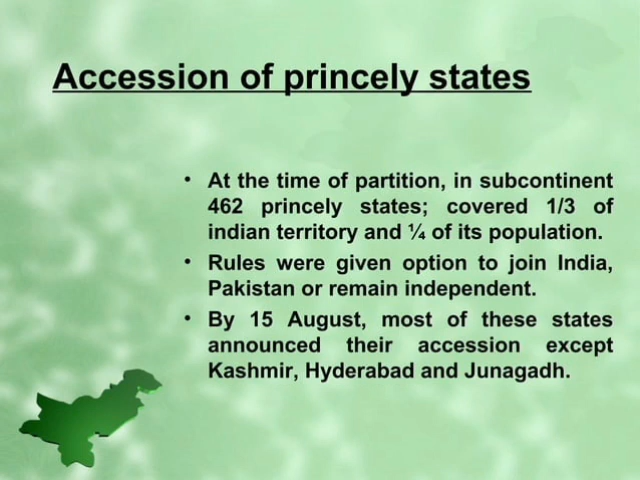 Accession of princely states
• At the time of partition, in subcontinent
462 princely states; covered 1/3 of
indian territory and ¼ of its population.
• Rules were given option to join India,
Pakistan or remain independent.
• By 15 August, most of these states
announced their accession except
Kashmir, Hyderabad and Junagadh.